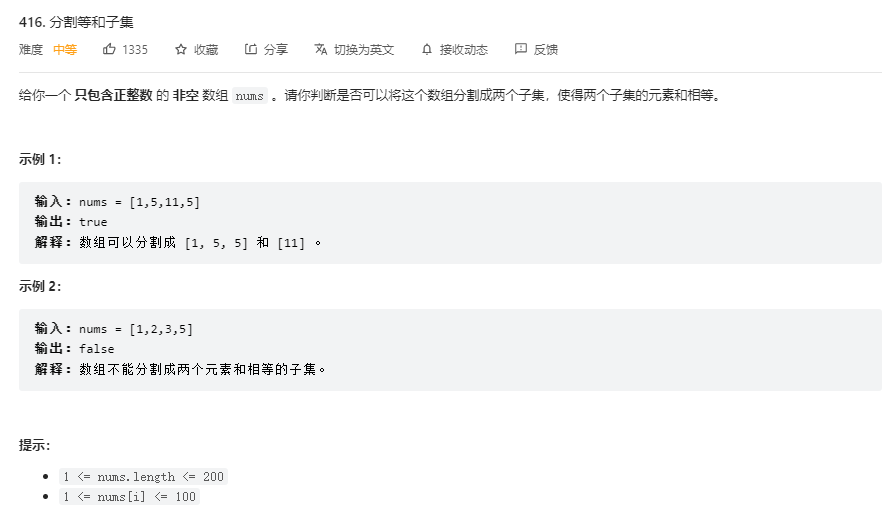 416. 分割等和子集
难度 中等 1335 收藏 分享 切换为英文 接收动态 反馈
给你一个 只包含正整数 的 非空 数组 nums 。请你判断是否可以将这个数组分割成两个子集，使得两个子集的元素和相等。
示例 1：
输入：nums = [1,5,11,5]
输出：true
解释：数组可以分割成 [1, 5, 5] 和 [11] 。
示例 2：
输入：nums = [1,2,3,5]
输出：false
解释：数组不能分割成两个元素和相等的子集。
提示：
1 <= nums.length <= 200
1 <= nums[i] <= 100